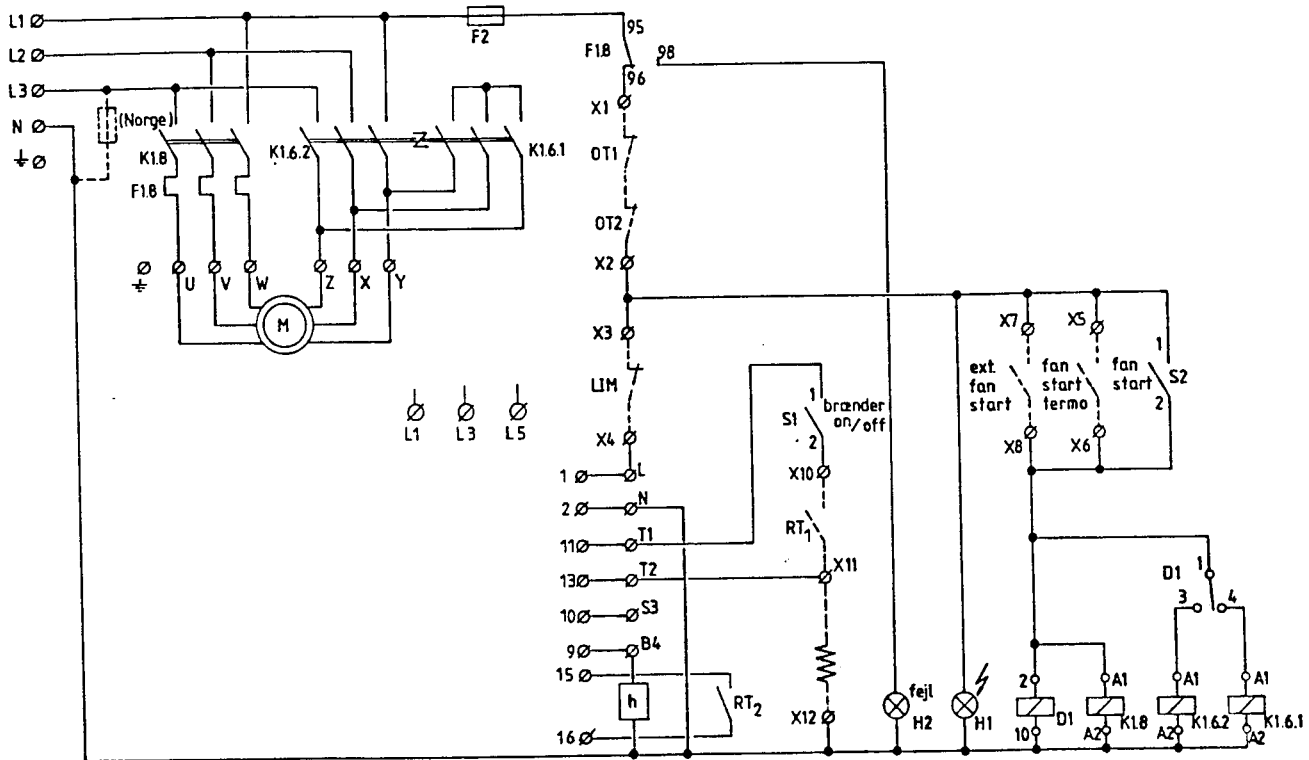 L1
F2
95
L2
F1.8
98
96
L3
X1
(Norge)
N
K1.8
K1.6.2
K1.6.1
OT1
F1.8
OT2
X2
U
V
W
Z
X
Y
M
X3
X7
X5
1
ext.
fan
start
fan
start
termo
fan
start
S2
2
LIM
1
brænder
on/off
S1
2
L1
L3
L5
X4
X8
X6
1
L
X10
2
N
RT1
11
T1
X11
1
D1
13
T2
3
4
10
S3
9
B4
15
2
A1
A1
A1
h
RT2
fejl
X12
H2
H1
D1
K1.8
K1.6.2
K1.6.1
16
10
A2
A2
A2